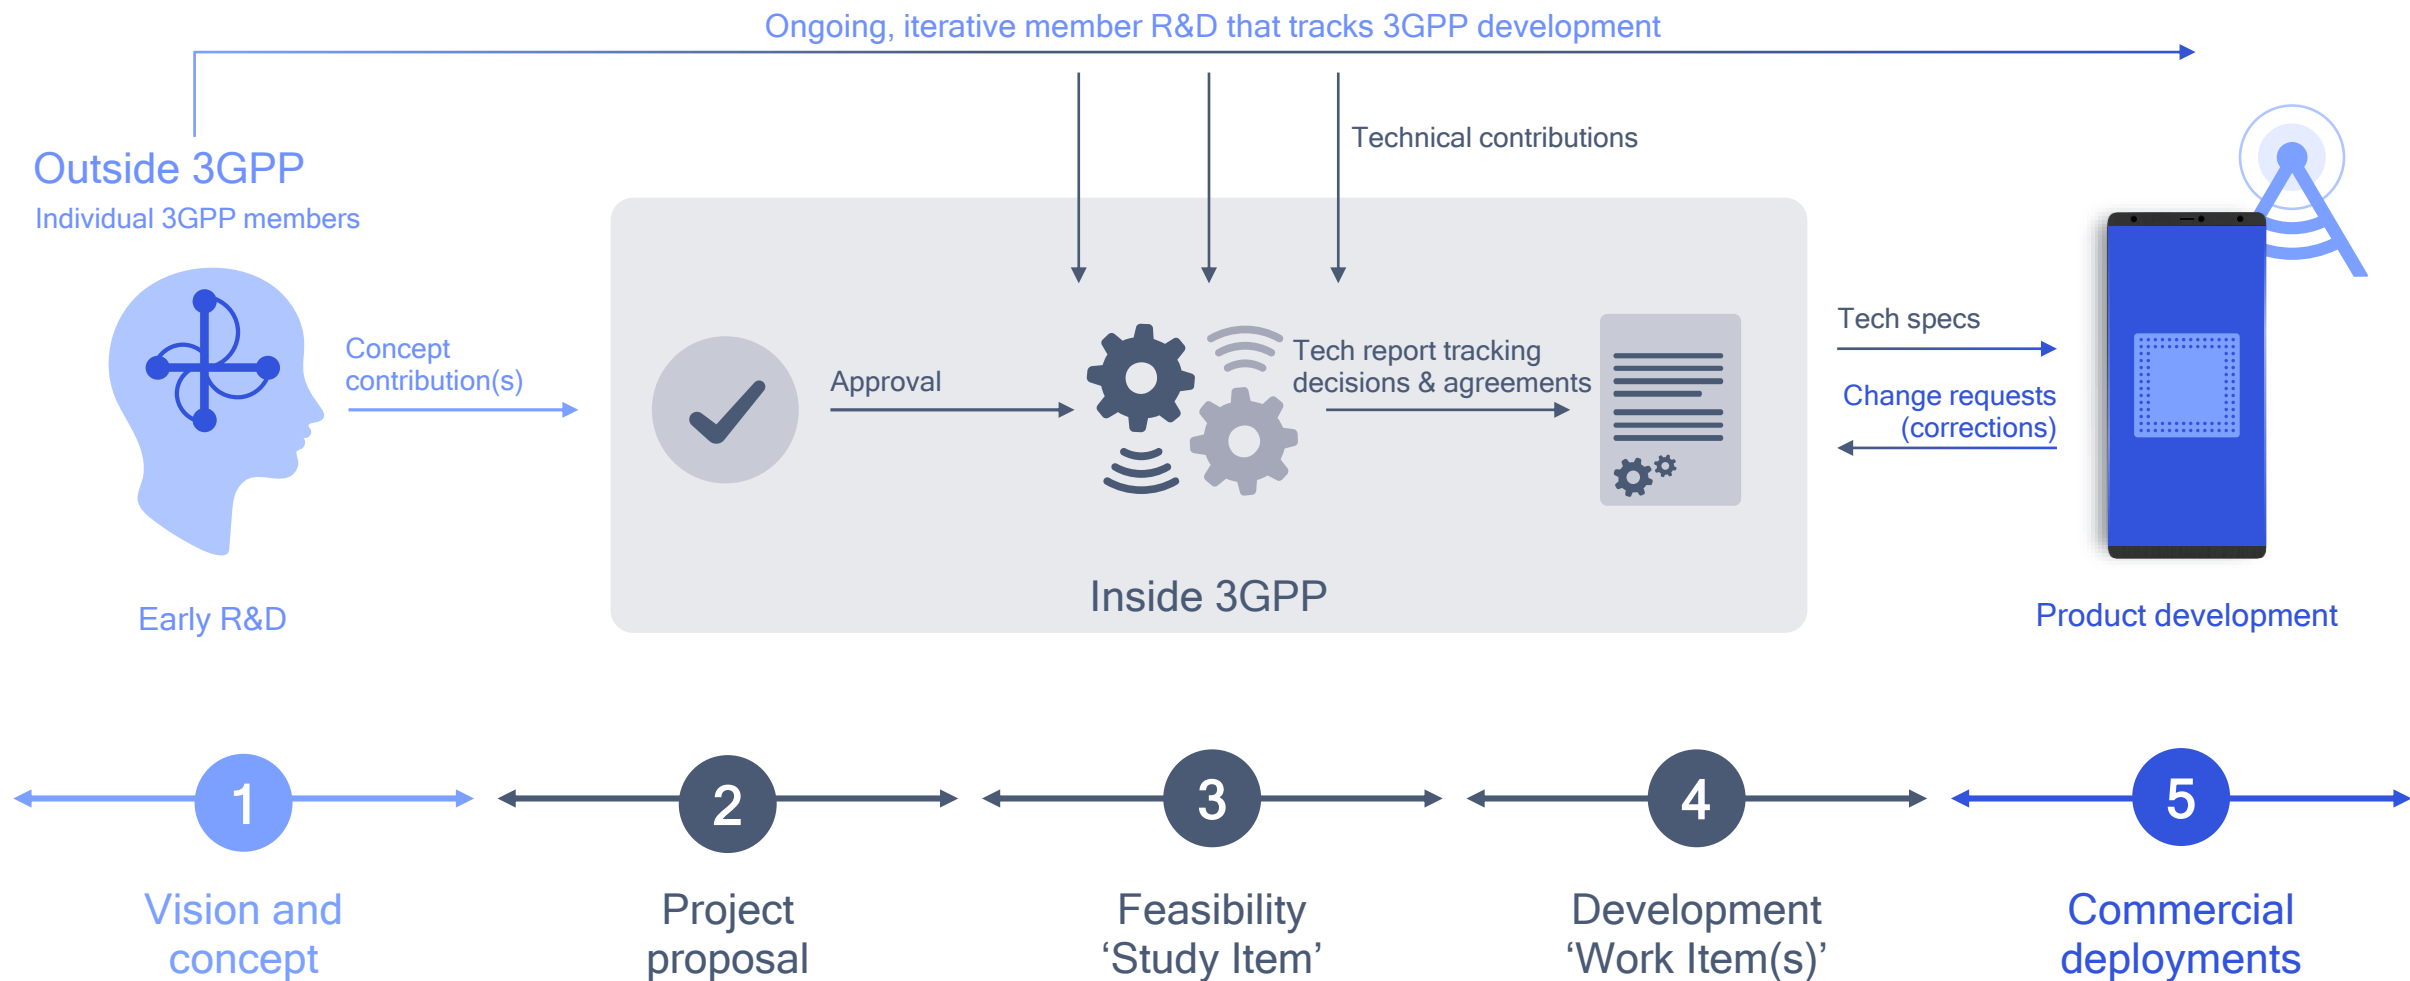 Ongoing, iterative member R&D that tracks 3GPP development
Technical contributions
Outside 3GPP
Individual 3GPP members
Concept
contribution(s)
Approval
Tech report tracking
decisions & agreements
Tech specs
Change requests
(corrections)
Inside 3GPP
Early R&D
Product development
1
2
3
4
5
Vision and
concept
Project
proposal
Feasibility
‘Study Item’
Development
‘Work Item(s)’
Commercial
deployments